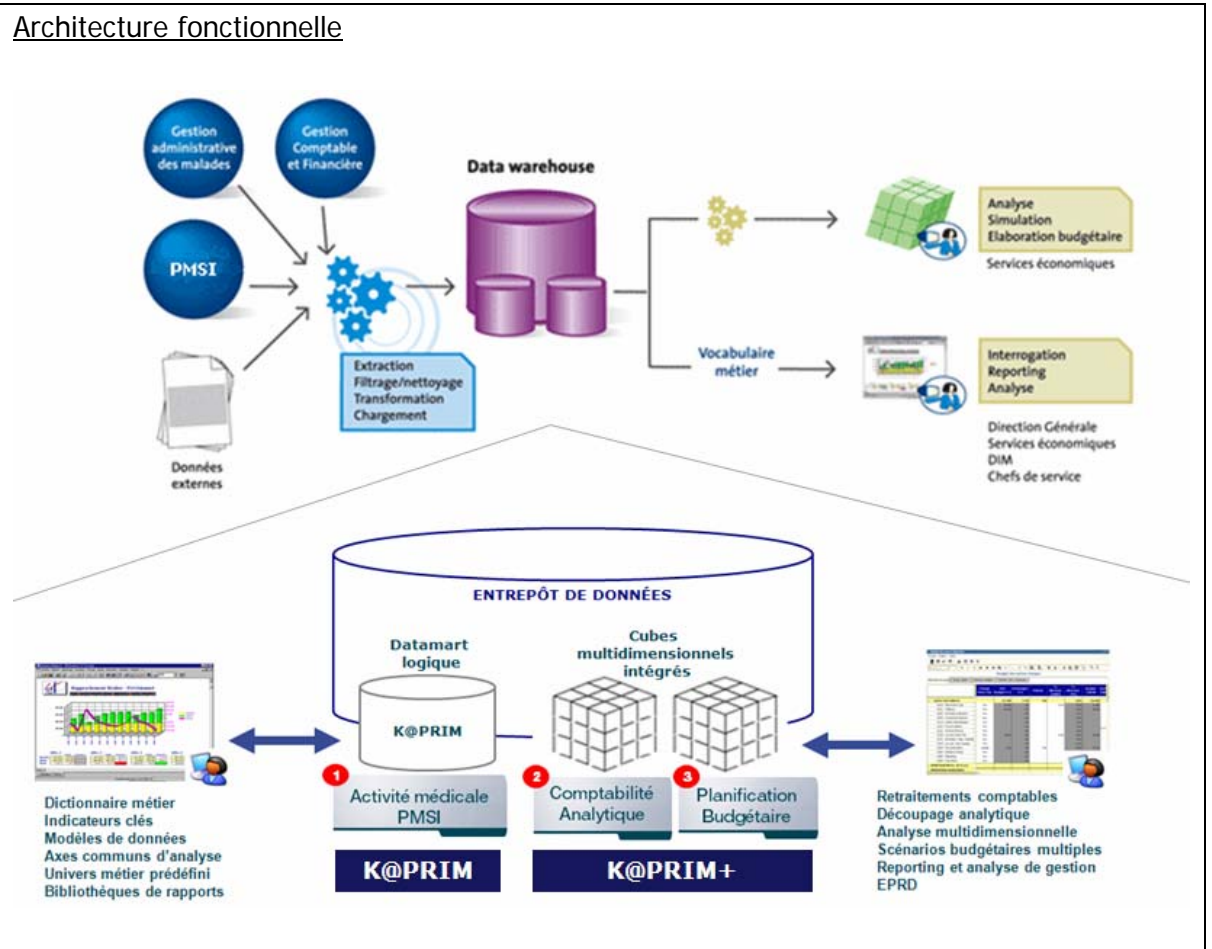 Architecture fonctionnelle
Gestion
administrative
des malades
Gestion
Comptable
et Financière
PMSI
Données
externes
Extraction
Filtrage/nettoyage
Transformation
Chargement
Data warehouse
Vocabulaire
métier
Analyse
Simulation
Elaboration budgétaire
Services économiques
Interrogation
Reporting
Analyse
Direction Générale
Services économiques
DIM
Chefs de service
ENTREPÔT DE DONNÉES
Datamart
logique
K@PRIM
Cubes
multidimensionnels
intégrés
1
Activité médicale
PMSI
2
Comptabilité
Analytique
3
Planification
Budgétaire
K@PRIM
K@PRIM+
Dictionnaire métier
Indicateurs clés
Modèles de données
Axes communs d'analyse
Univers métier prédéfini
Bibliothèques de rapports
Retraitements comptables
Découpage analytique
Analyse multidimensionnelle
Scénarios budgétaires multiples
Reporting et analyse de gestion
EPRD